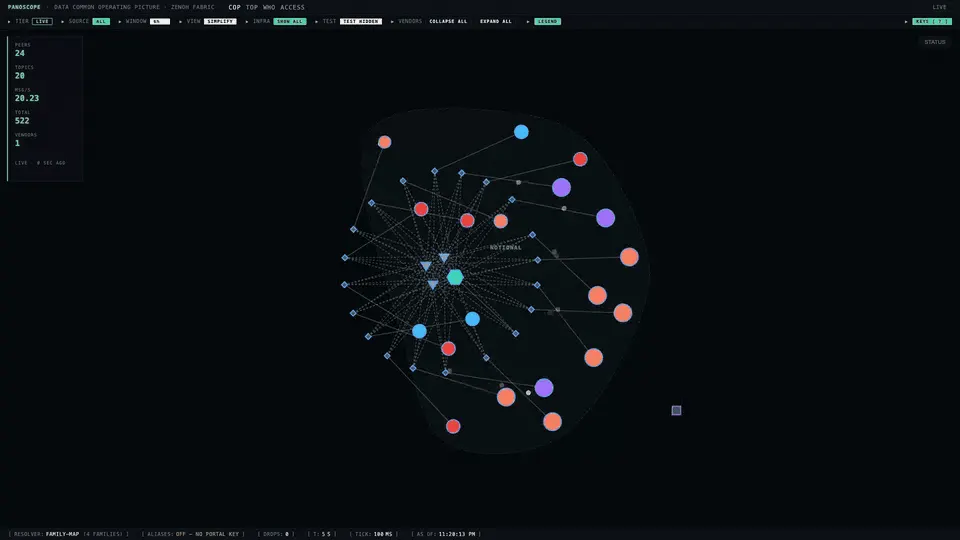 PANOSCOPE · DATA COMMON OPERATING PICTURE · ZENOH FABRIC COP TOP WHO ACCESS LIVE
▶ TIER LIVE ◆ SOURCE ALL ▶ WINDOW 6h ▶ VIEW SIMPLIFY ◆ INFRA SHOW ALL ▶ TEST TEST HIDDEN ▶ VENDORS COLLAPSE ALL EXPAND ALL ▶ LEGEND ▶ KEYS [ ? ]
STATUS
PEERS
24
TOPICS
20
MSG/S
20.23
TOTAL
522
VENDORS
1
LIVE 0 SEC AGO
NOTIONAL
[ RESOLVER: FAMILY-MAP (4 FAMILIES) ] [ ALIASES: OFF — NO PORTAL KEY ] [ DROPS: 0 ] [ T: 5 S ] [ TICK: 100 MS ] [ AS OF: 11:20:13 PM ]